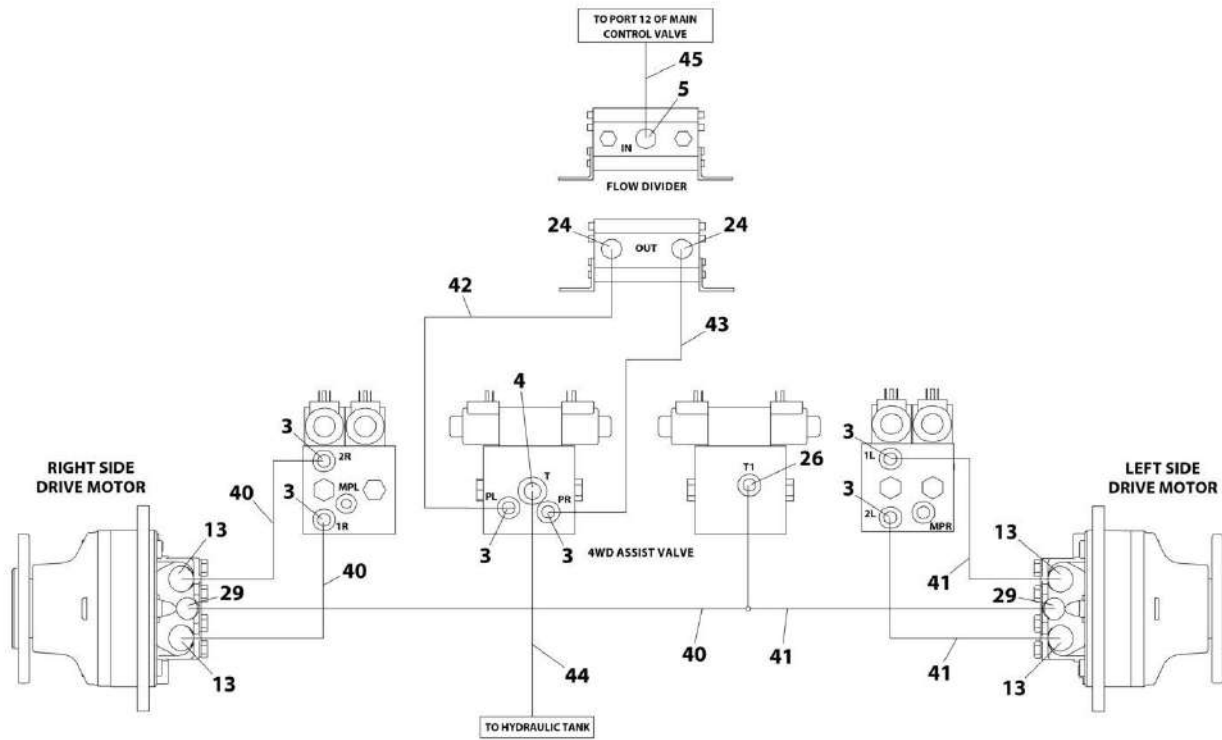 TO PORT 12 OF MAIN
CONTROL VALVE
45
5
IN
FLOW DIVIDER
24
OUT
24
42
43
4
3
2R
MPL
3
1R
T
PL
PR
3
3
T1
26
3
1L
3
2L
MPR
RIGHT SIDE
DRIVE MOTOR
LEFT SIDE
DRIVE MOTOR
4WD ASSIST VALVE
40
13
40
29
13
41
13
29
41
13
40
41
44
TO HYDRAULIC TANK